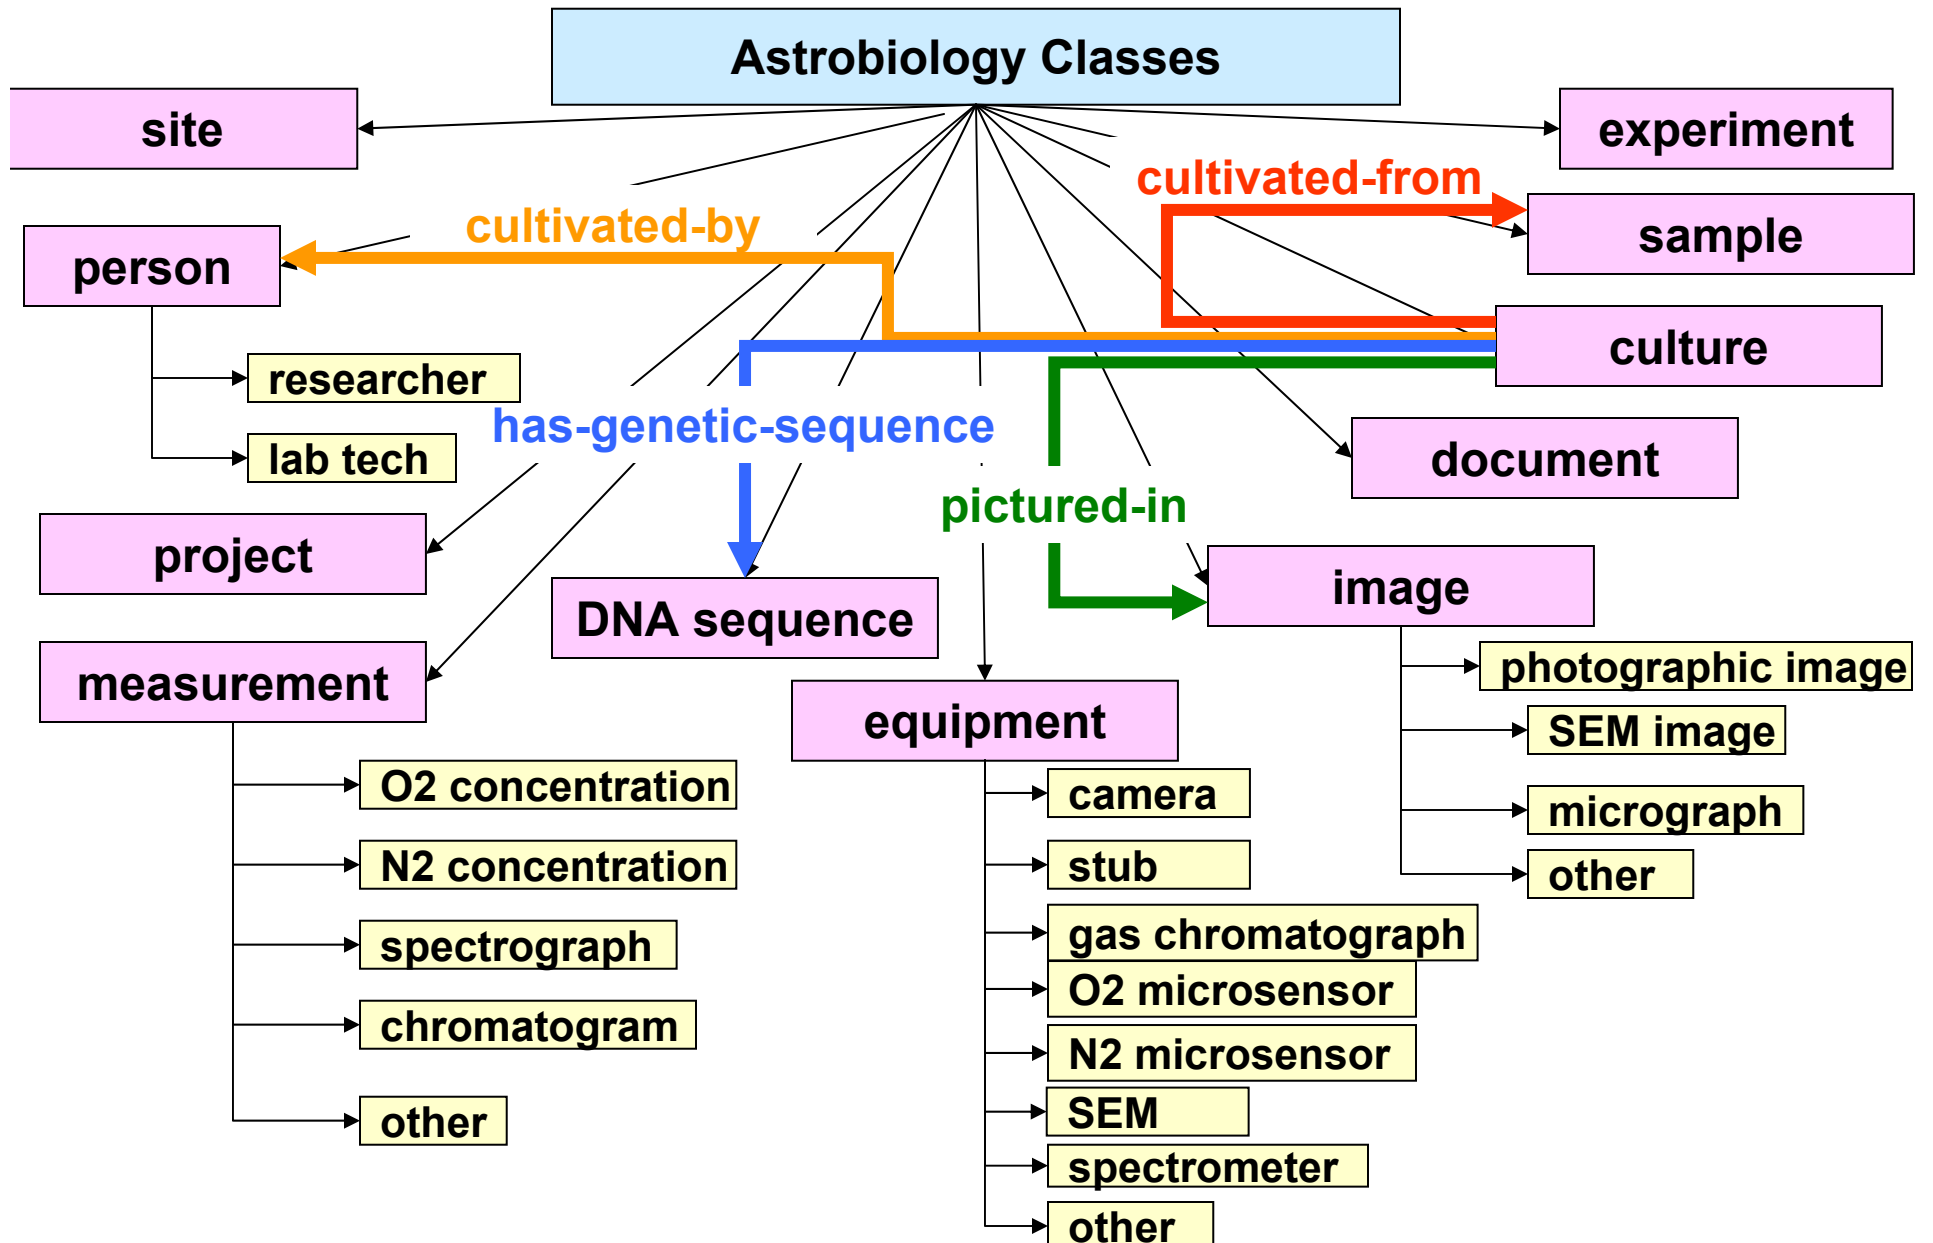 Astrobiology Classes
site
experiment
cultivated-from
cultivated-by
sample
person
culture
researcher
has-genetic-sequence
document
lab tech
pictured-in
project
DNA sequence
image
measurement
equipment
photographic image
SEM image
micrograph
other
O2 concentration
N2 concentration
spectrograph
chromatogram
other
camera
stub
gas chromatograph
O2 microsensor
N2 microsensor
SEM
spectrometer
other